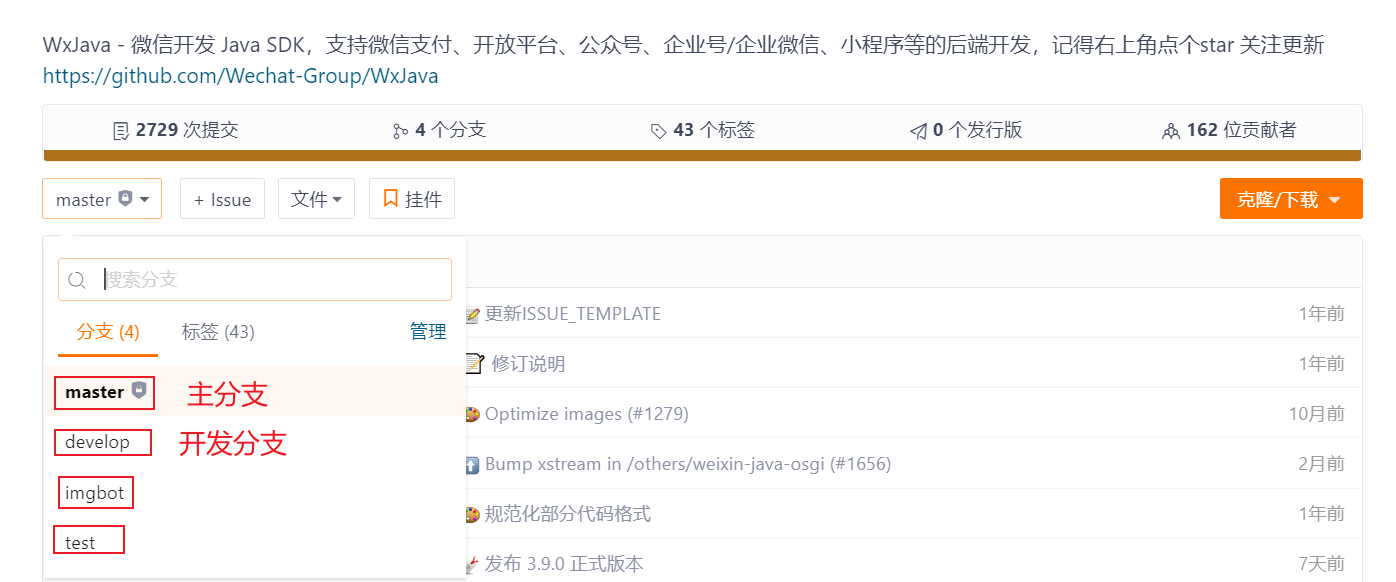 WxJava - 微信开发 Java SDK，支持微信支付、开放平台、公众号、企业号/企业微信、小程序等的后端开发，记得右上角点个star 关注更新
https://github.com/Wechat-Group/WxJava
2729 次提交 4 个分支 43 个标签 0 个发行版 162 位贡献者
master + Issue 文件 挂件 克隆/下载
搜索分支
更新ISSUE_TEMPLATE 1年前
分支 (4) 标签 (43) 管理
修订说明 1年前
master 主分支
Optimize images (#1279) 10月前
develop 开发分支
Bump xstream in /others/weixin-java-osgi (#1656) 2月前
imgbot
规范化部分代码格式 1年前
test
发布 3.9.0 正式版本 7天前